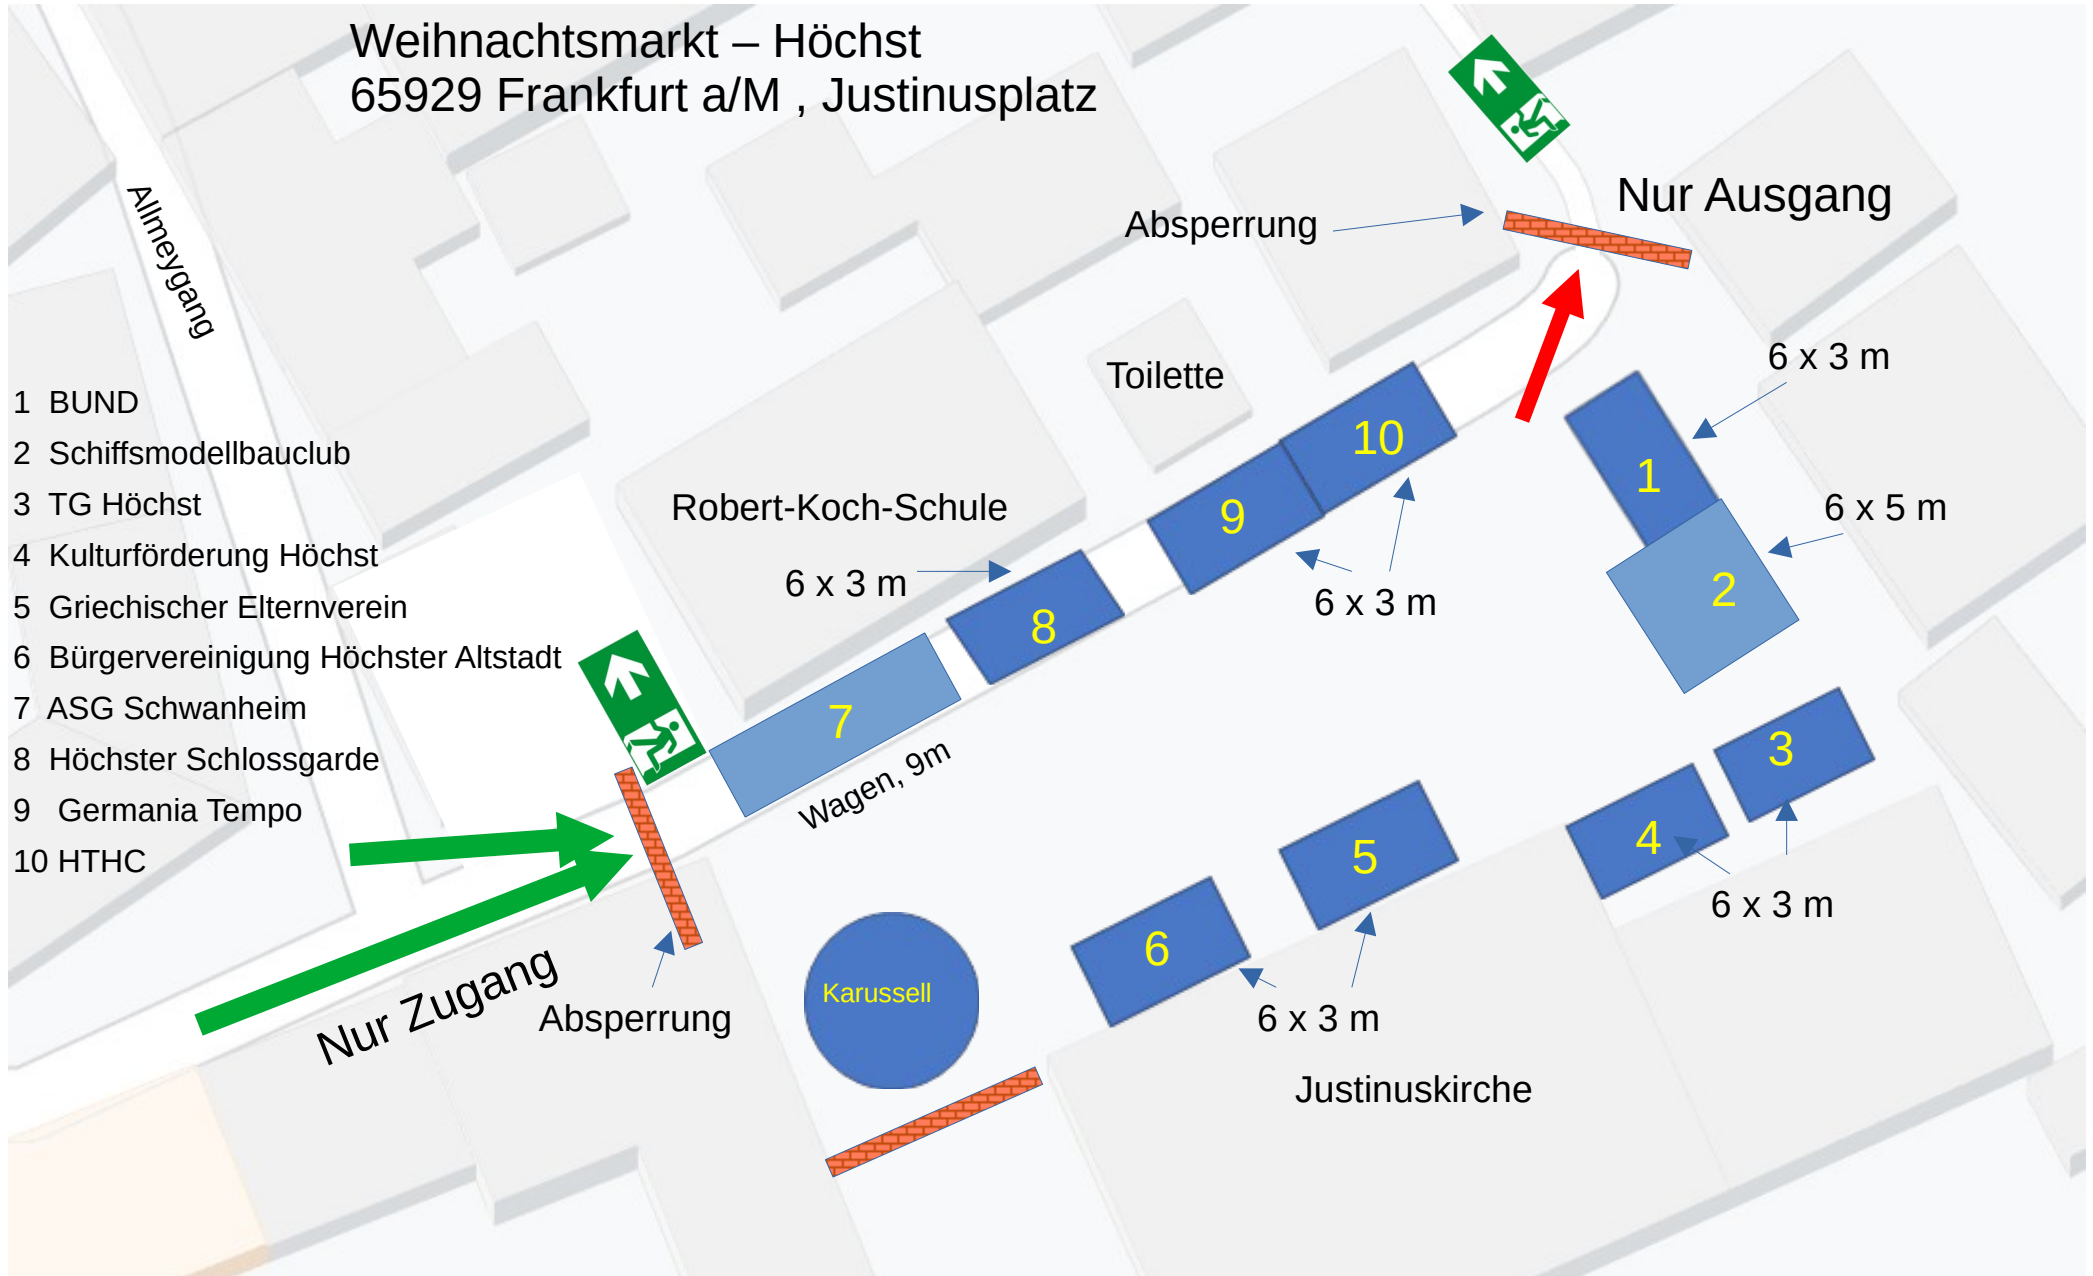 Weihnachtsmarkt – Höchst
65929 Frankfurt a/M , Justinusplatz
Allmeygang
Absperrung
Nur Ausgang
Toilette
6 x 3 m
1 BUND
2 Schiffsmodellbauclub
3 TG Höchst
4 Kulturförderung Höchst
5 Griechischer Elternverein
6 Bürgervereinigung Höchster Altstadt
7 ASG Schwanheim
8 Höchster Schlossgarde
9 Germania Tempo
10 HTHC
10
1
Robert-Koch-Schule
9
6 x 5 m
6 x 3 m
8
6 x 3 m
2
7
Wagen, 9m
3
4
5
6 x 3 m
6
Nur Zugang
Absperrung
Karussell
6 x 3 m
Justinuskirche